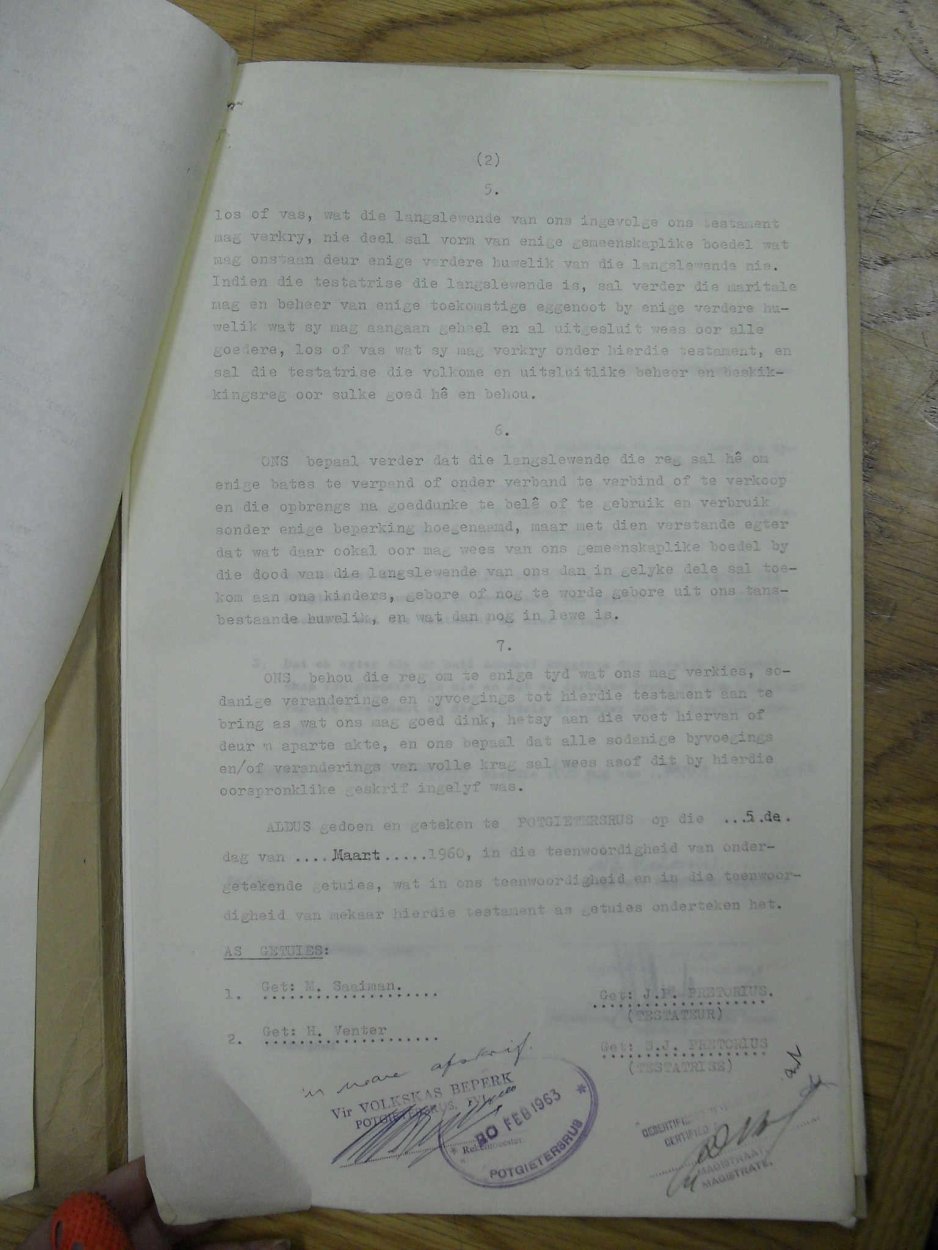 (2)
5.
los of vas, wat die langslewende van ons ingevolge ons testament
mag verkry, nie deel sal vorm van enige gemeenskaplike boedel wat
mag onstaan deur enige verdere huwelik van die langslewende nie.
Indien die testatrise die langslewende is, sal verder die maritale
mag en beheer van enige toekomstige eggenoot by enige verdere hu-
welik wat sy mag aangaan geheel en al uitgesluit wees oor alle
goedere, los of vas wat sy mag verkry onder hierdie testament, en
sal die testatrise die volkome en uitsluitlike beheer en beskik-
kingsreg oor sulke goed hê en behou.
6.
ONS bepaal verder dat die langslewende die reg sal hê om
enige bates te verpand of onder verband te verbind of te verkoop
en die opbrengs na goeddunke te belê of te gebruik en verbruik
sonder enige beperking hoegenaamd, maar met dien verstande egter
dat wat daar ookal oor mag wees van ons gemeenskaplike boedel by
die dood van die langslewende van ons dan in gelyke dele sal toe-
kom aan ons kinders, gebore of nog te worde gebore uit ons tans-
bestaande huwelik, en wat dan nog in lewe is.
7.
ONS behou die reg om te enige tyd wat ons mag verkies, so-
danige veranderinge en byvoegings tot hierdie testament aan te
bring as wat ons mag goed dink, hetsy aan die voet hiervan of
deur 'n aparte akte, en ons bepaal dat alle sodanige byvoegings
en/of veranderings van volle krag sal wees asof dit by hierdie
oorspronklike geskrif ingelyf was.
ALDUS gedoen en geteken te POTGIETERSRUS op die ...5.de.
dag van ....Maart.....1960, in die teenwoordigheid van onder-
getekende getuies, wat in ons teenwoordigheid en in die teenwoor-
digheid van mekaar hierdie testament as getuies onderteken het.
AS GETUIES:
1. Get: M. Saaiman.
Get: J.F. PRETORIUS.
(TESTATEUR)
2. Get: H. Venter
Get: S.J. PRETORIUS
(TESTATRISE)
'n ware afskrif.
Vir VOLKSKAS BEPERK
POTGIETERSRUS,
20 FEB 1963
POTGIETERSRUS
CERTIFIED
MAGISTRAAT
MAGISTRATE.